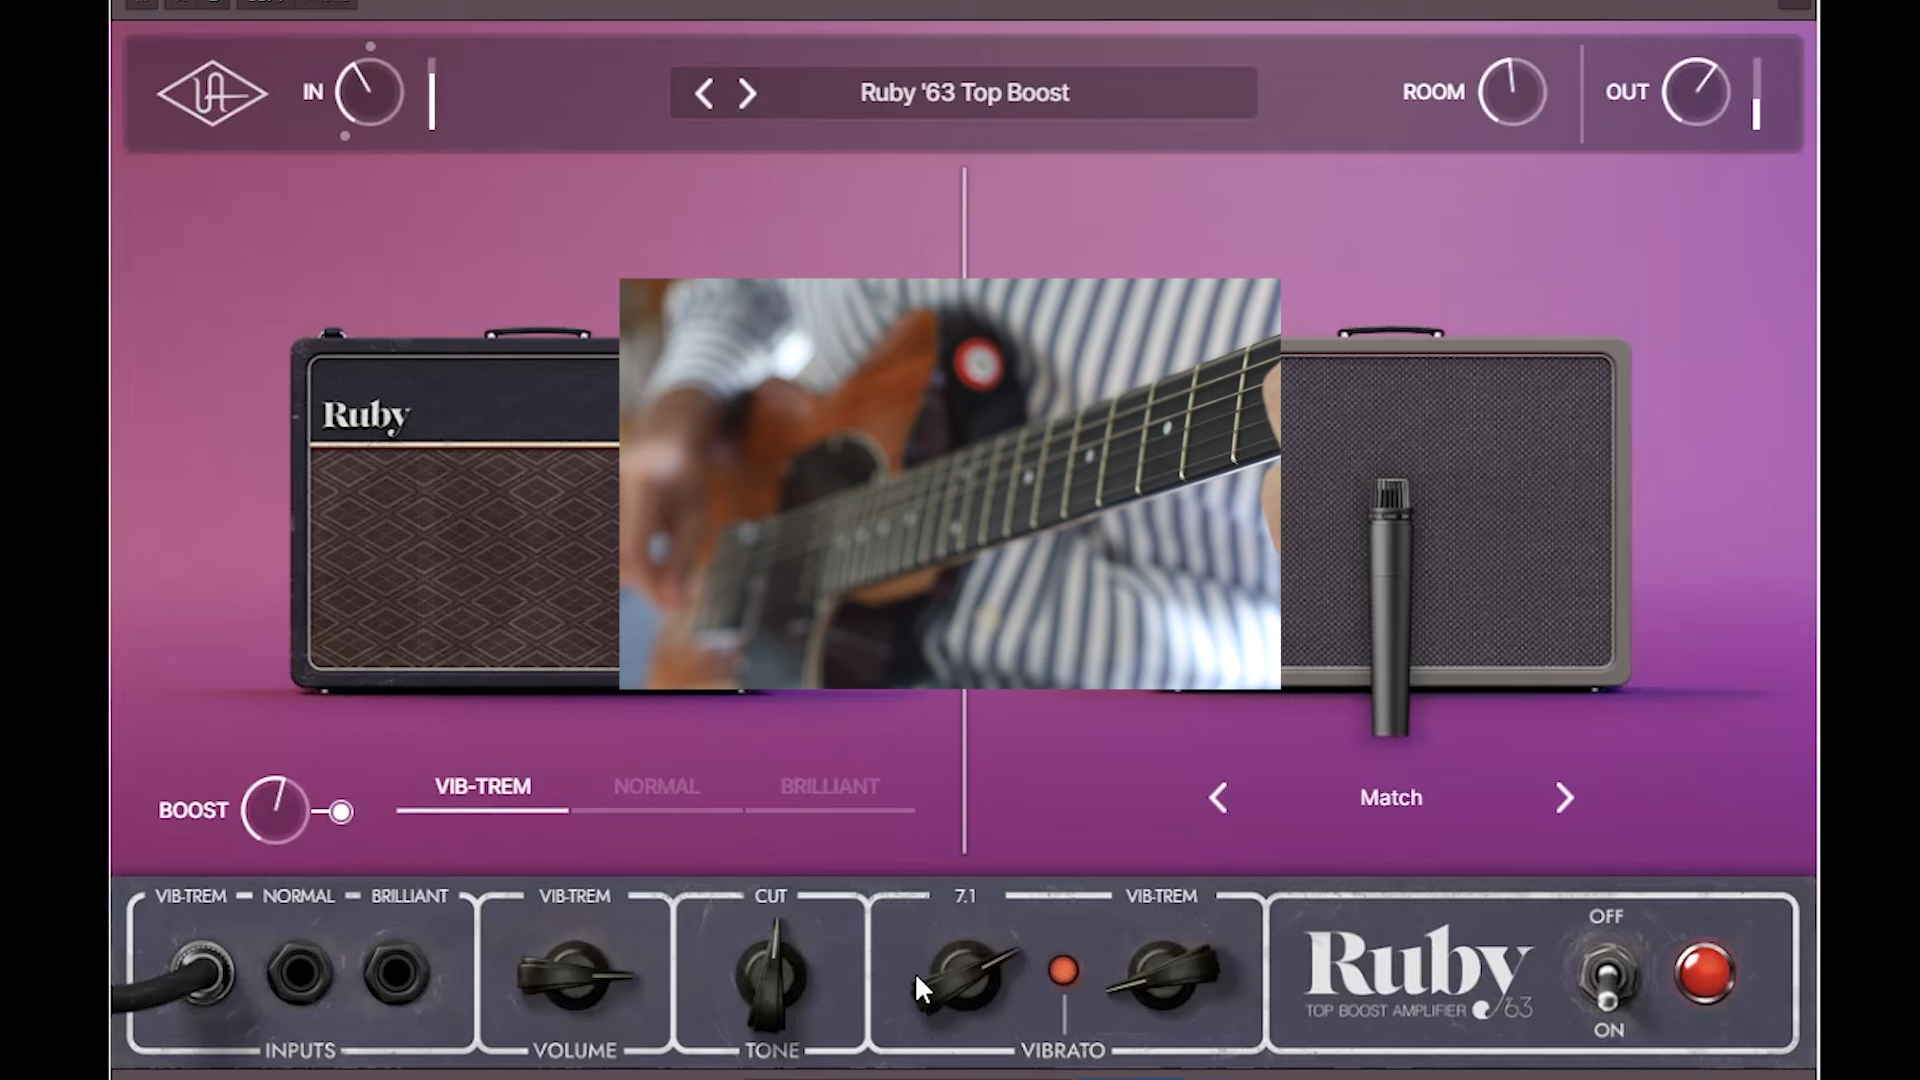 IN
Ruby '63 Top Boost
ROOM
OUT
Ruby
BOOST
VIB-TREM
NORMAL
BRILLIANT
Match
VIB-TREM
NORMAL
BRILLIANT
VIB-TREM
CUT
7.1
VIB-TREM
INPUTS
VOLUME
TONE
VIBRATO
Ruby
TOP BOOST AMPLIFIER '63
OFF
ON